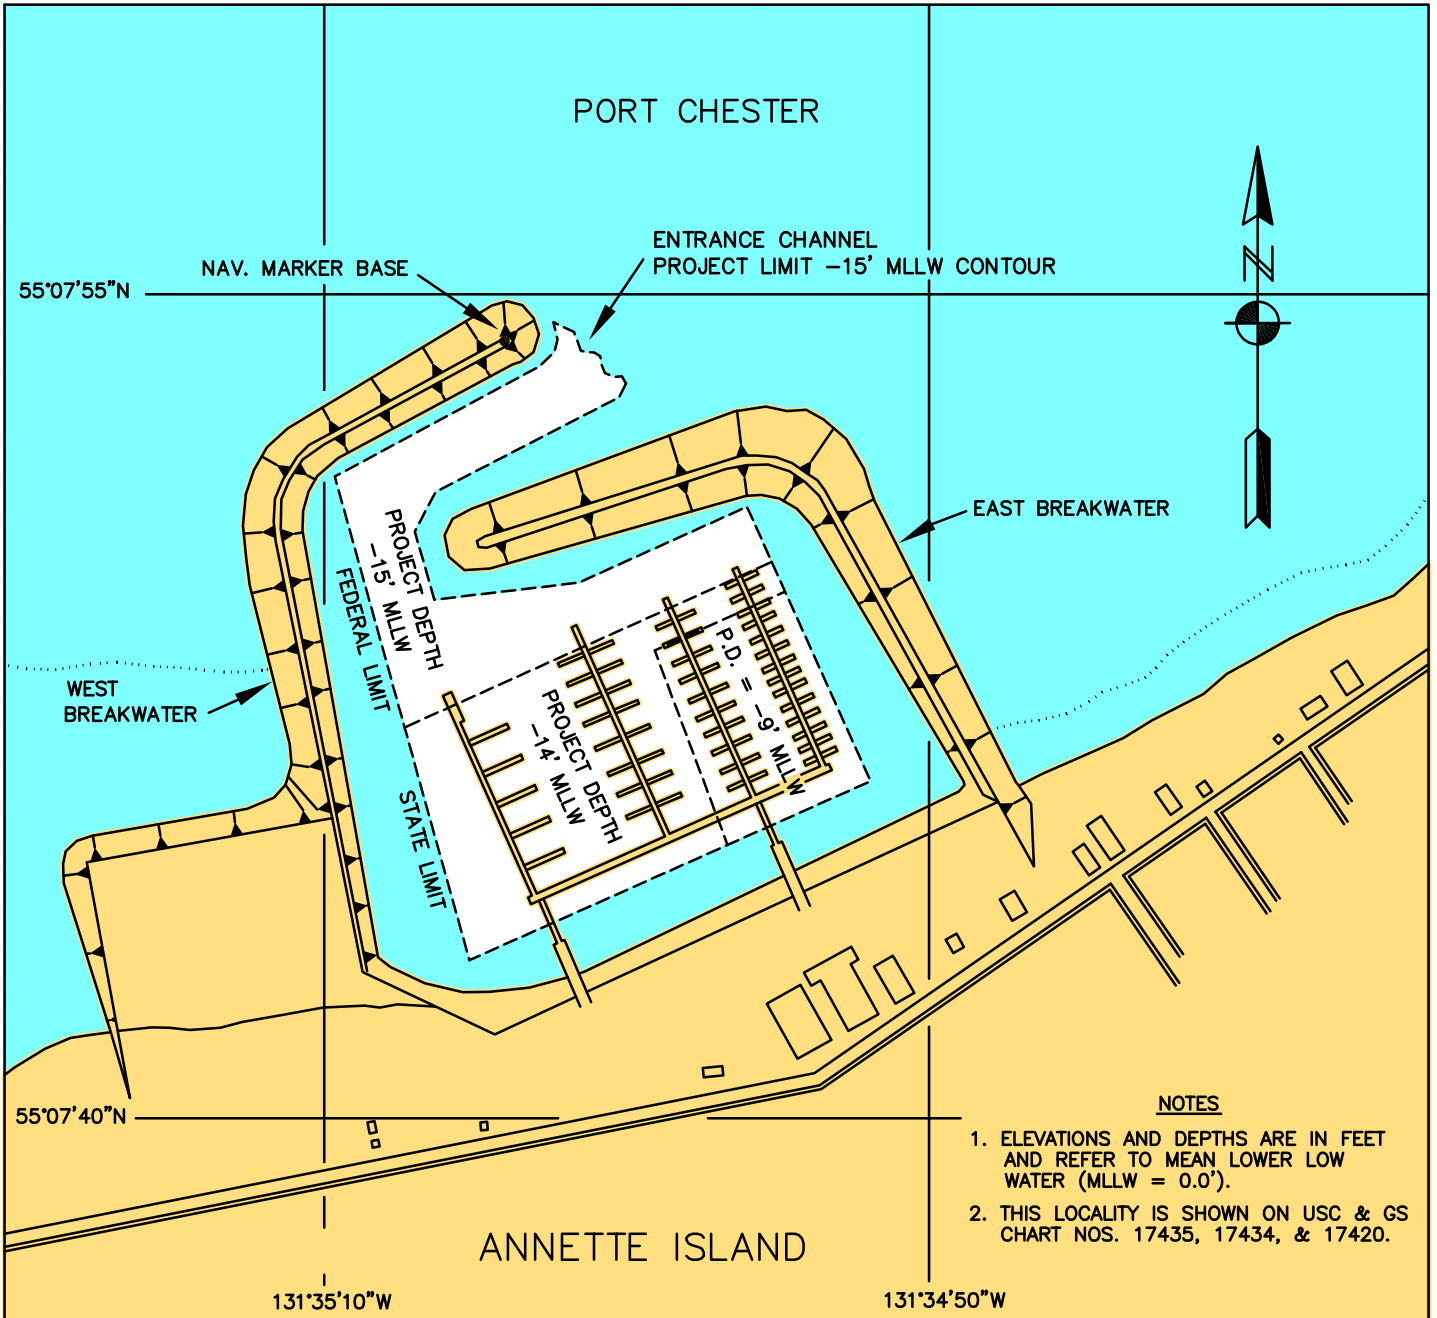 PORT CHESTER
ENTRANCE CHANNEL
PROJECT LIMIT -15' MLLW CONTOUR
NAV. MARKER BASE
N
55°07'55"N
EAST BREAKWATER
PROJECT DEPTH
-15' MLLW
FEDERAL LIMIT
WEST
BREAKWATER
P.D. = -9' MLLW
PROJECT DEPTH
-14' MLLW
STATE LIMIT
55°07'40"N
NOTES
1. ELEVATIONS AND DEPTHS ARE IN FEET
AND REFER TO MEAN LOWER LOW
WATER (MLLW = 0.0').
2. THIS LOCALITY IS SHOWN ON USC & GS
CHART NOS. 17435, 17434, & 17420.
ANNETTE ISLAND
131°35'10"W
131°34'50"W